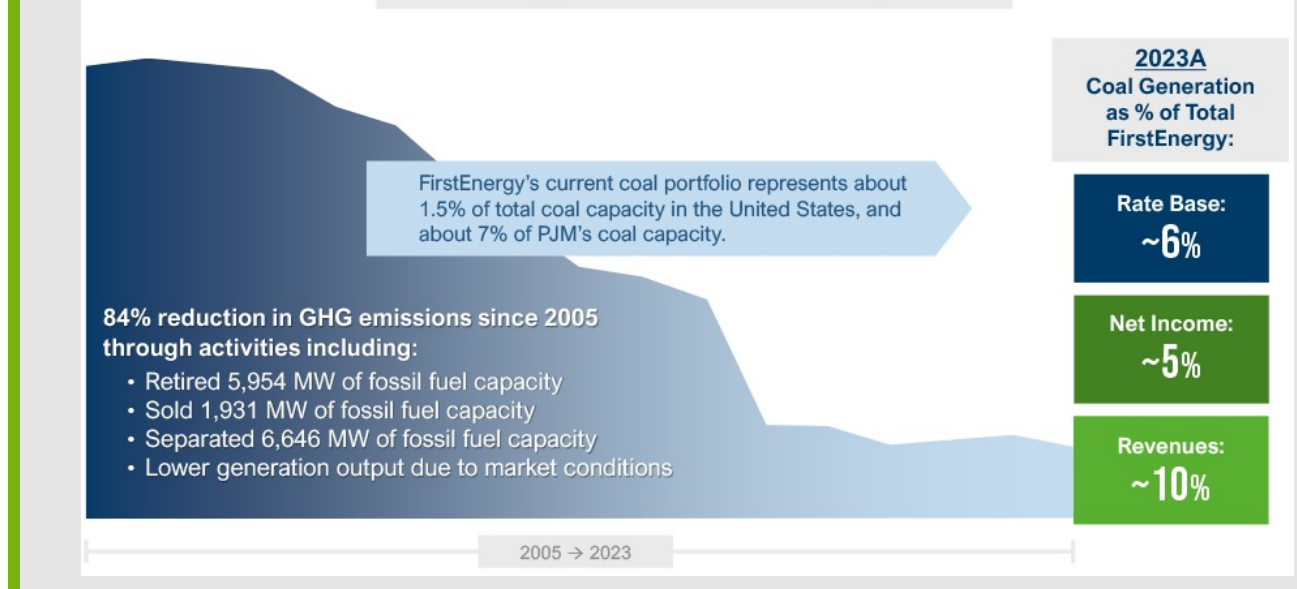 2023A
Coal Generation
as % of Total
FirstEnergy:
FirstEnergy's current coal portfolio represents about
1.5% of total coal capacity in the United States, and
about 7% of PJM's coal capacity.
Rate Base:
~6%
84% reduction in GHG emissions since 2005
through activities including:
• Retired 5,954 MW of fossil fuel capacity
• Sold 1,931 MW of fossil fuel capacity
• Separated 6,646 MW of fossil fuel capacity
• Lower generation output due to market conditions
Net Income:
~5%
Revenues:
~10%
2005 → 2023